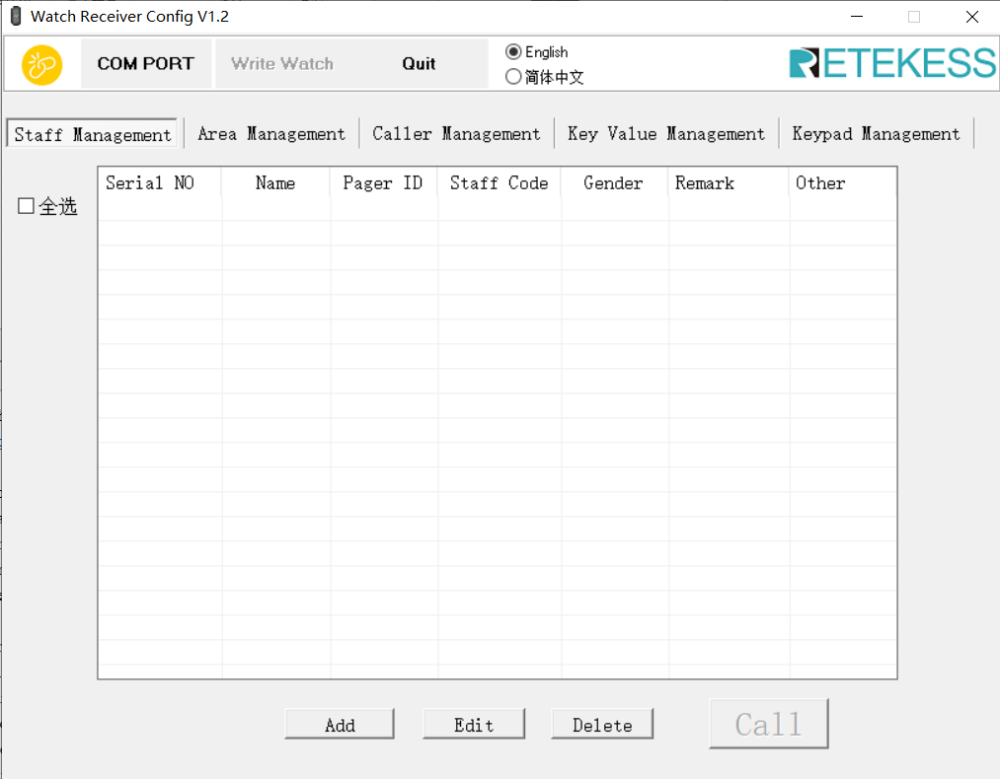 Watch Receiver Config V1.2
COM PORT Write Watch Quit
English
简体中文
RETEKESS
Staff Management Area Management Caller Management Key Value Management Keypad Management
全选
Serial NO Name Pager ID Staff Code Gender Remark Other
Add Edit Delete Call